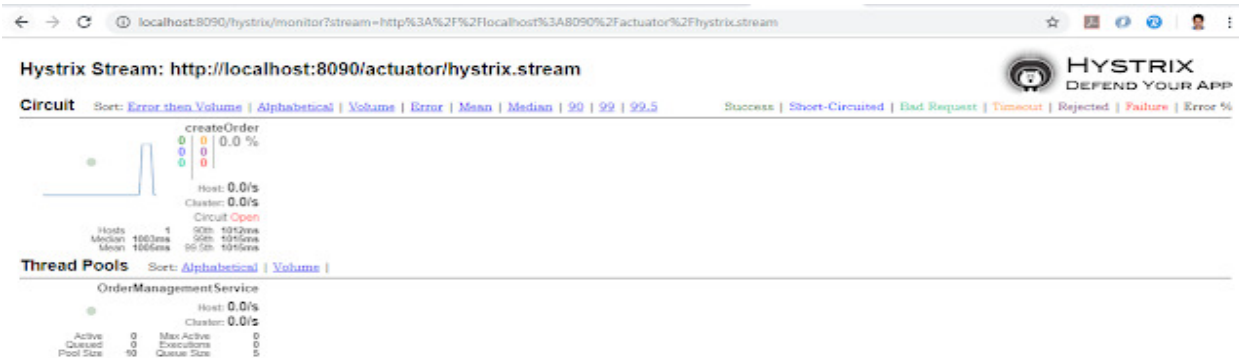 localhost:8090/hystrix/monitor?stream=http%3A%2F%2Flocalhost%3A8090%2Factuator%2Fhystrix.stream
Hystrix Stream: http://localhost:8090/actuator/hystrix.stream
HYSTRIX
DEFEND YOUR APP
Circuit Sort: Error then Volume | Alphabetical | Volume | Error | Mean | Median | 90 | 99 | 99.5
Success | Short-Circuited | Bad Request | Timeout | Rejected | Failure | Error %
createOrder
0 0 0.0 %
0 0
0 0
Host: 0.0/s
Cluster: 0.0/s
Circuit Open
Hosts 1 90th 1012ms
Median 1003ms 99th 1015ms
Mean 1006ms 99.5th 1015ms
Thread Pools Sort: Alphabetical | Volume |
OrderManagementService
Host: 0.0/s
Cluster: 0.0/s
Active 0 Max Active 0
Queued 0 Executions 0
Pool Size 10 Queue Size 5